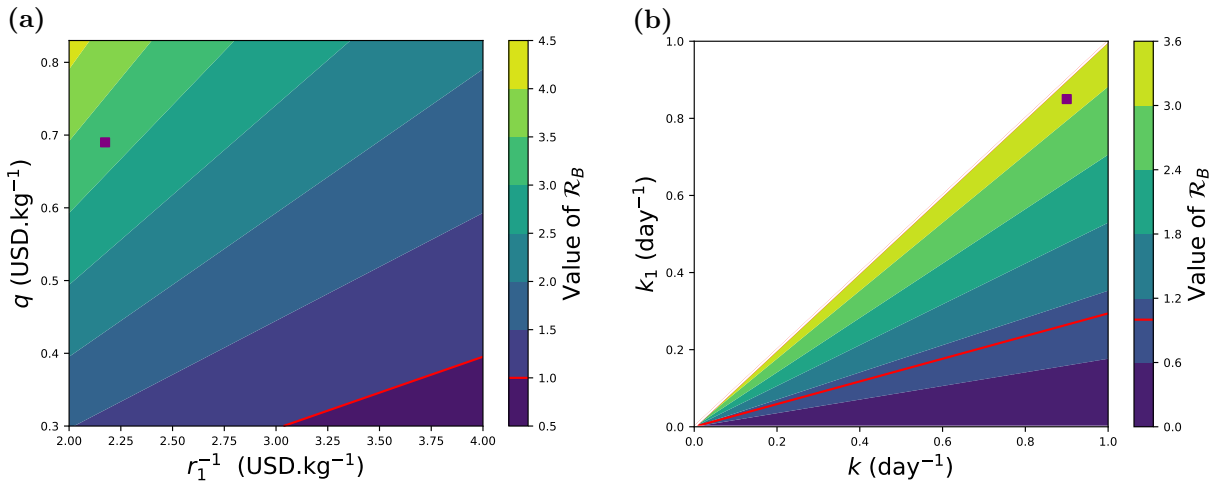 (a)
0.8
0.7
0.6
0.5
0.4
0.3
q (USD.kg⁻¹)
2.00 2.25 2.50 2.75 3.00 3.25 3.50 3.75 4.00
r₁⁻¹ (USD.kg⁻¹)
4.5
4.0
3.5
3.0
2.5
2.0
1.5
1.0
0.5
Value of ℛ_B
(b)
1.0
0.8
0.6
0.4
0.2
0.0
k₁ (day⁻¹)
0.0 0.2 0.4 0.6 0.8 1.0
k (day⁻¹)
3.6
3.0
2.4
1.8
1.2
0.6
0.0
Value of ℛ_B